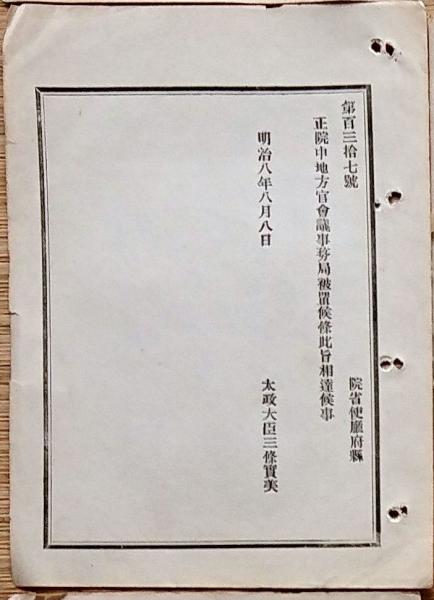 第百三拾七號
院省使廳府縣
正院中地方官會議事務局被置候條此旨相達候事
明治八年八月八日
太政大臣三條實美